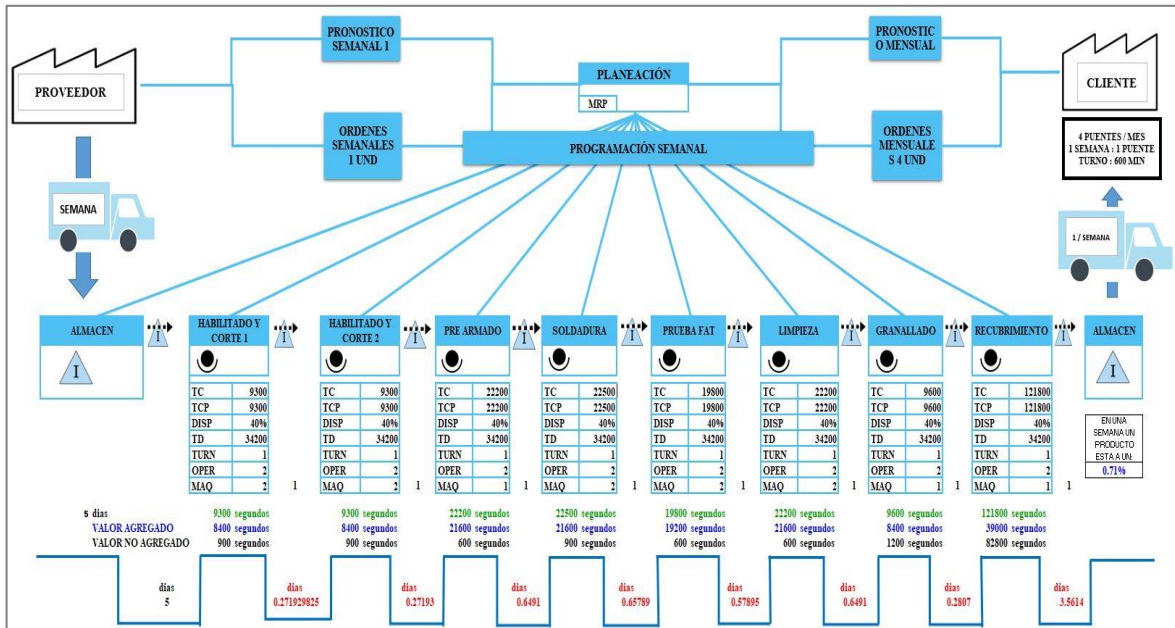 PROVEEDOR
PRONOSTICO
SEMANAL 1
ORDENES
SEMANALES
1 UND
PLANEACIÓN
MRP
PROGRAMACIÓN SEMANAL
PRONOSTIC
O MENSUAL
ORDENES
MENSUALE
S 4 UND
CLIENTE
4 PUENTES / MES
1 SEMANA : 1 PUENTE
TURNO : 600 MIN
SEMANA
1 / SEMANA
ALMACEN
I
I
HABILITADO Y
CORTE 1
TC 9300
TCP 9300
DISP 40%
TD 34200
TURN 1
OPER 2
MAQ 2
I
1
HABILITADO Y
CORTE 2
TC 9300
TCP 9300
DISP 40%
TD 34200
TURN 1
OPER 2
MAQ 2
I
1
PRE ARMADO
TC 22200
TCP 22200
DISP 40%
TD 34200
TURN 1
OPER 2
MAQ 2
I
1
SOLDADURA
TC 22500
TCP 22500
DISP 40%
TD 34200
TURN 1
OPER 2
MAQ 2
I
1
PRUEBA FAT
TC 19800
TCP 19800
DISP 40%
TD 34200
TURN 1
OPER 2
MAQ 2
I
1
LIMPIEZA
TC 22200
TCP 22200
DISP 40%
TD 34200
TURN 1
OPER 2
MAQ 2
I
1
GRANALLADO
TC 9600
TCP 9600
DISP 40%
TD 34200
TURN 1
OPER 2
MAQ 1
I
1
RECUBRIMIENTO
TC 121800
TCP 121800
DISP 40%
TD 34200
TURN 1
OPER 2
MAQ 1
I
1
ALMACEN
I
EN UNA
SEMANA UN
PRODUCTO
ESTA A UN:
0.71%
5 dias 9300 segundos 9300 segundos 22200 segundos 22500 segundos 19800 segundos 22200 segundos 9600 segundos 121800 segundos
VALOR AGREGADO 8400 segundos 8400 segundos 21600 segundos 21600 segundos 19200 segundos 21600 segundos 8400 segundos 39000 segundos
VALOR NO AGREGADO 900 segundos 900 segundos 600 segundos 900 segundos 600 segundos 600 segundos 1200 segundos 82800 segundos
dias dias dias dias dias dias dias dias dias
5 0.271929825 0.27193 0.6491 0.65789 0.57895 0.6491 0.2807 3.5614